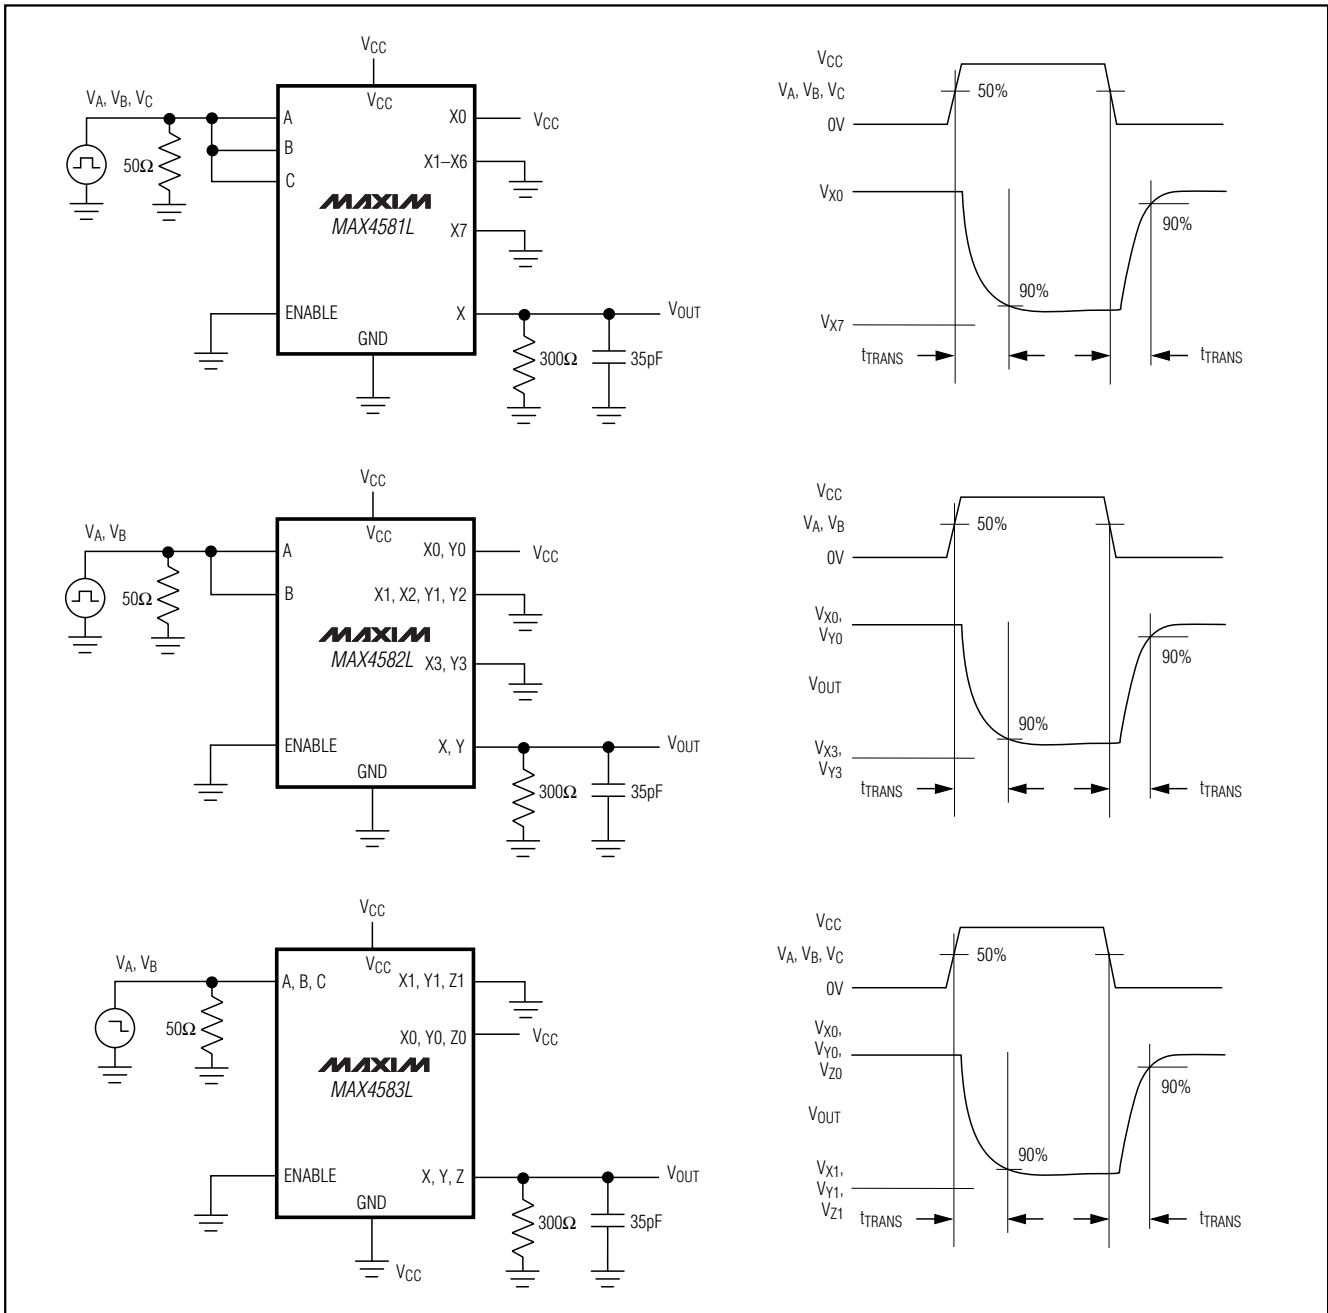 VCC
VA, VB, VC
VCC
A
X0
VCC
B
50Ω
X1–X6
C
MAXIM
MAX4581L
X7
ENABLE
X
VOUT
GND
300Ω
35pF
VCC
VA, VB, VC
50%
0V
VX0
90%
90%
VX7
tTRANS
tTRANS
VCC
VA, VB
VCC
A
X0, Y0
VCC
50Ω
B
X1, X2, Y1, Y2
MAXIM
MAX4582L
X3, Y3
ENABLE
X, Y
VOUT
GND
300Ω
35pF
VCC
VA, VB
50%
0V
VX0,
VY0
90%
VOUT
90%
VX3,
VY3
tTRANS
tTRANS
VCC
VA, VB
VCC
A, B, C
X1, Y1, Z1
50Ω
X0, Y0, Z0
VCC
MAXIM
MAX4583L
ENABLE
X, Y, Z
VOUT
GND
300Ω
35pF
VCC
VCC
VA, VB, VC
50%
0V
VX0,
VY0,
VZ0
90%
VOUT
90%
VX1,
VY1,
VZ1
tTRANS
tTRANS